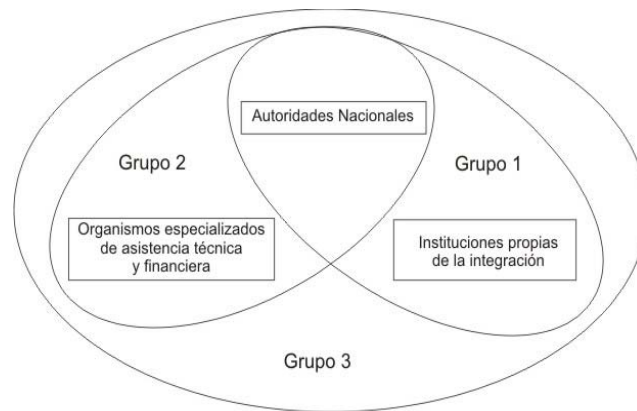 Autoridades Nacionales
Grupo 2
Grupo 1
Organismos especializados
de asistencia técnica
y financiera
Instituciones propias
de la integración
Grupo 3